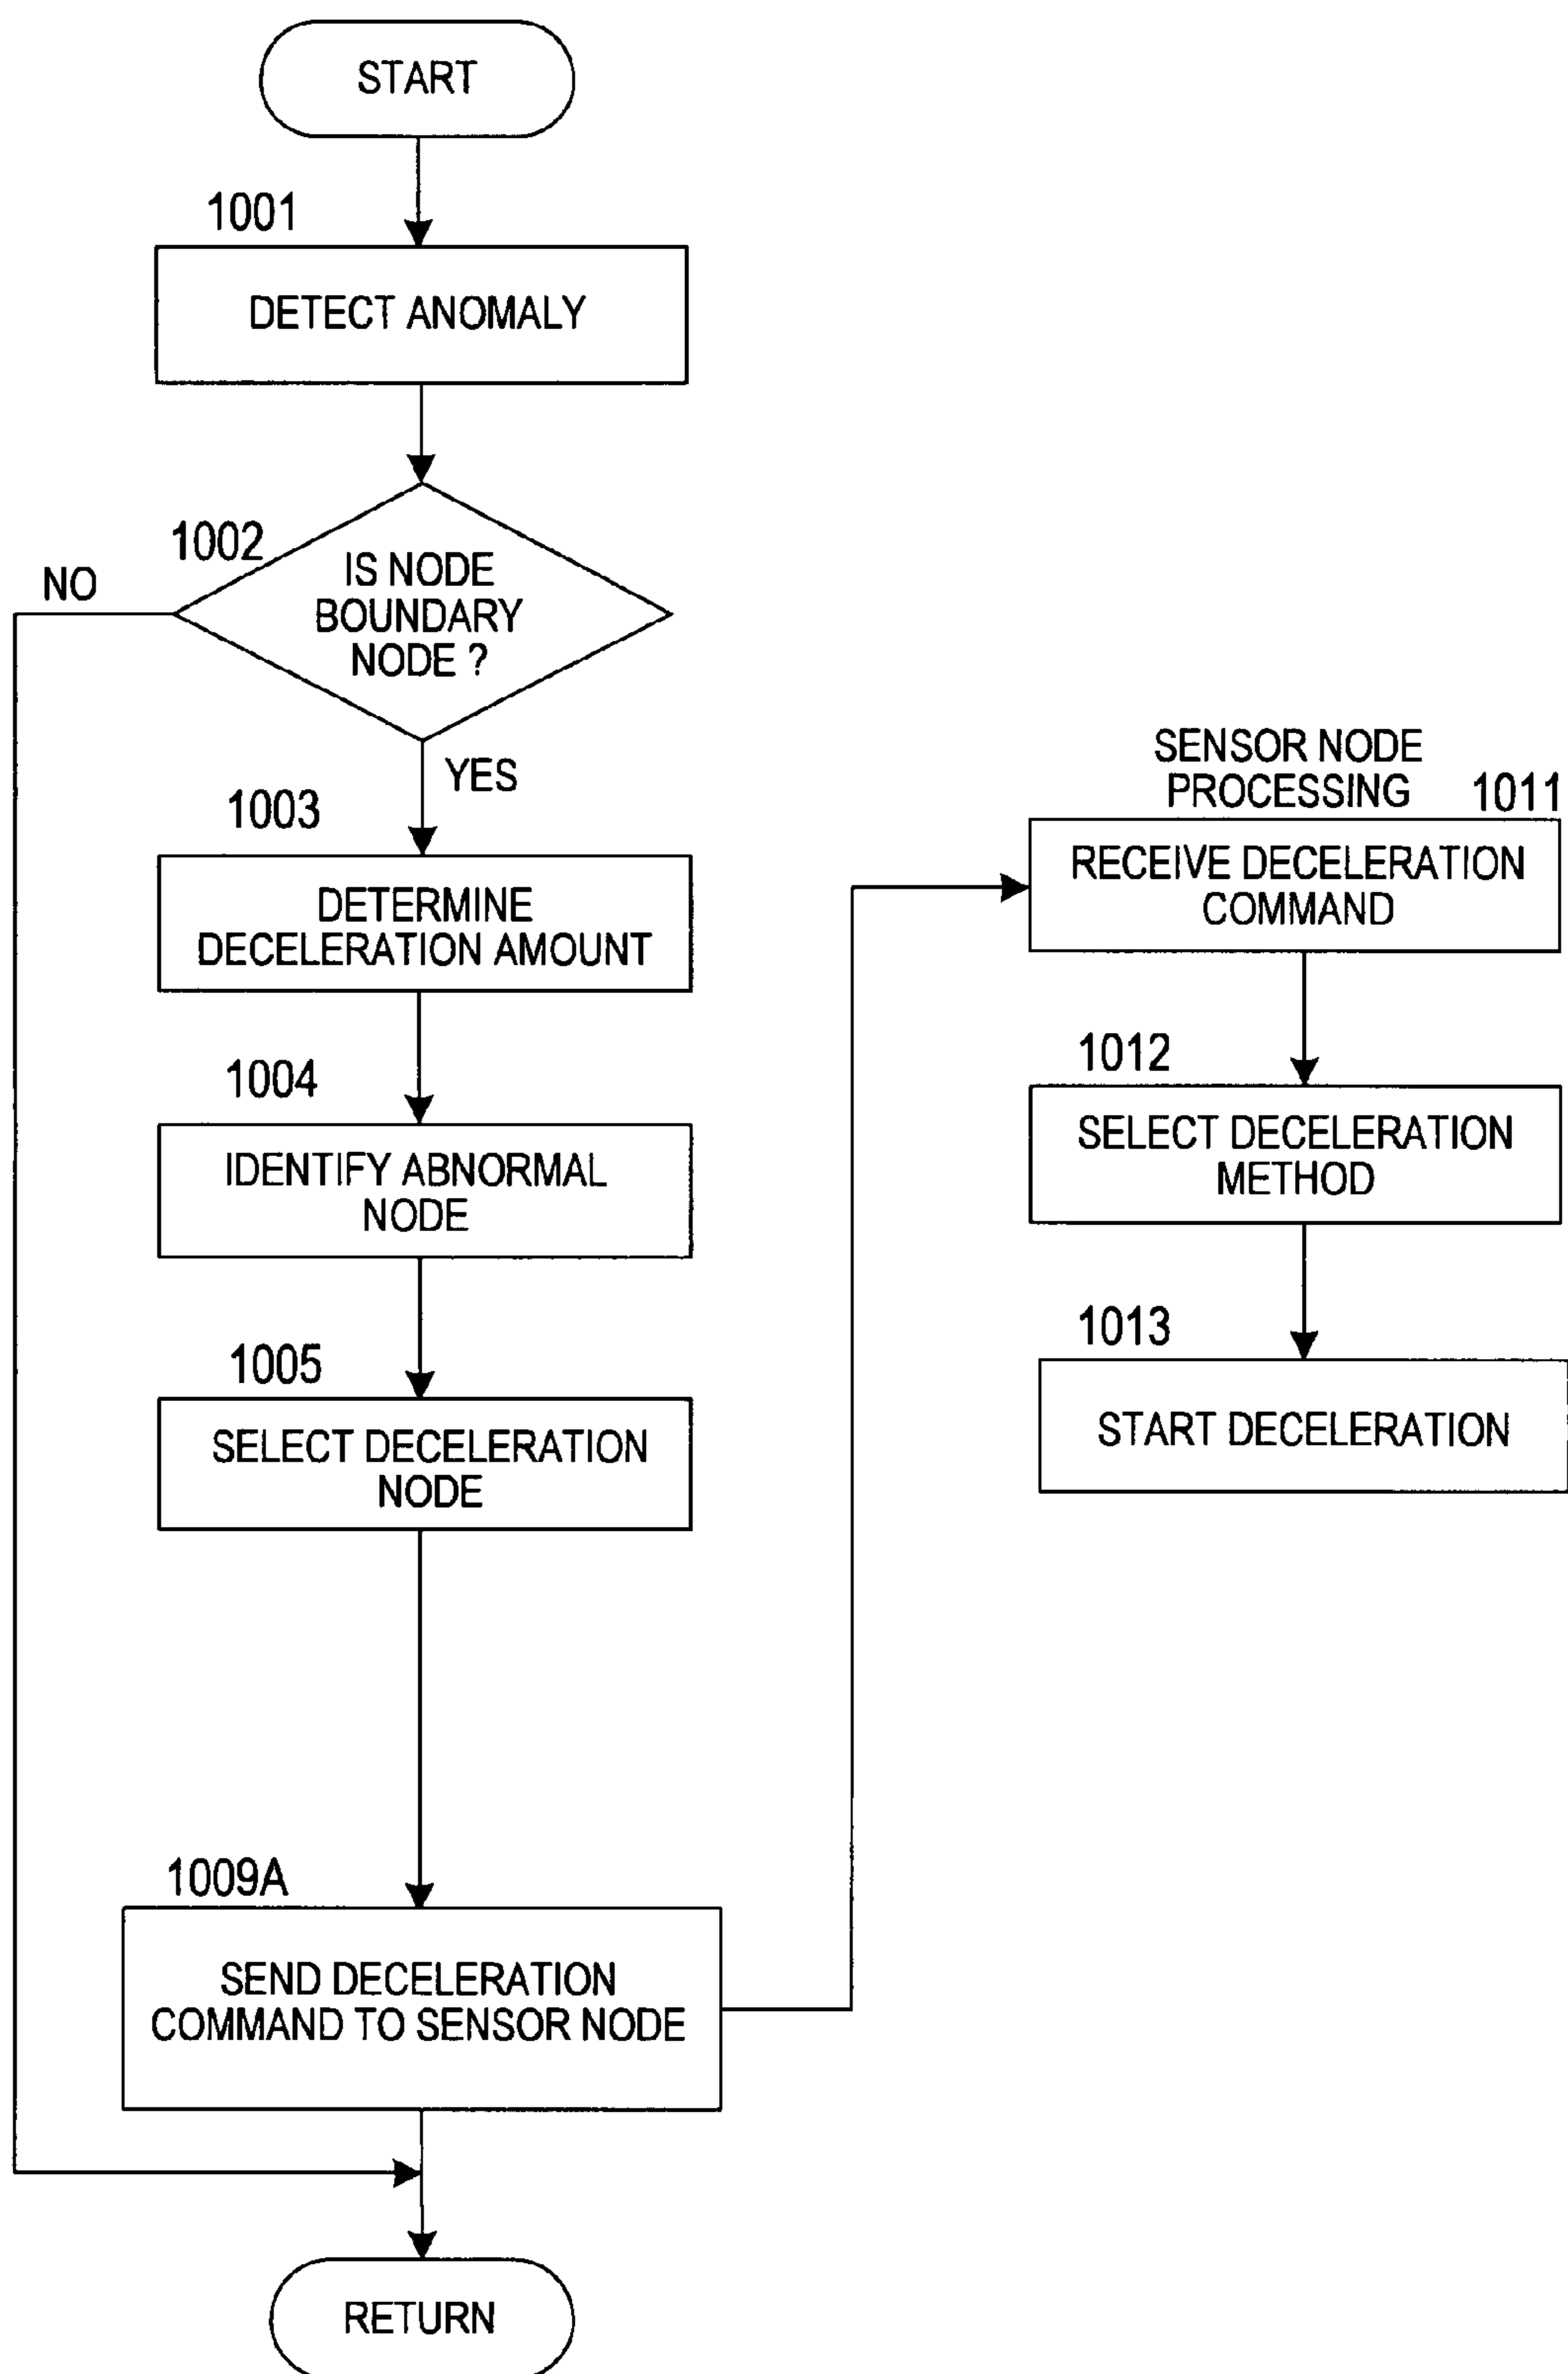 START
1001
DETECT ANOMALY
1002
IS NODE
BOUNDARY
NODE ?
NO
YES
1003
DETERMINE
DECELERATION AMOUNT
1004
IDENTIFY ABNORMAL
NODE
1005
SELECT DECELERATION
NODE
1009A
SEND DECELERATION
COMMAND TO SENSOR NODE
RETURN
SENSOR NODE
PROCESSING
1011
RECEIVE DECELERATION
COMMAND
1012
SELECT DECELERATION
METHOD
1013
START DECELERATION